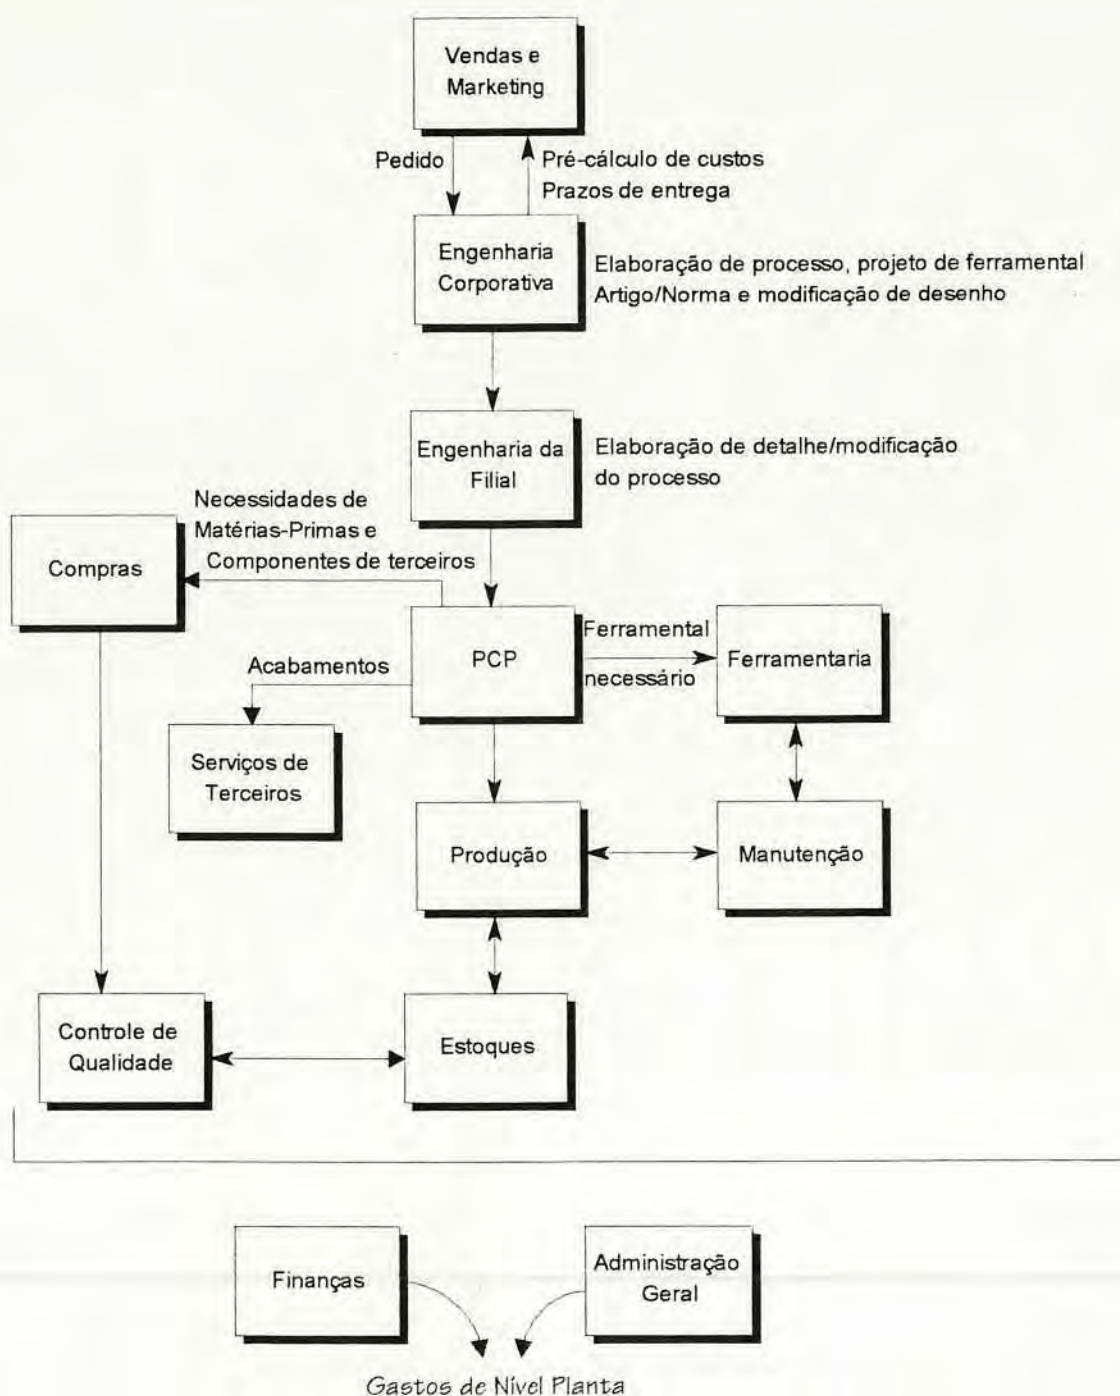 Vendas e
Marketing
Pedido
Pré-cálculo de custos
Prazos de entrega
Engenharia
Corporativa
Elaboração de processo, projeto de ferramental
Artigo/Norma e modificação de desenho
Engenharia da
Filial
Elaboração de detalhe/modificação
do processo
Necessidades de
Matérias-Primas e
Componentes de terceiros
Compras
PCP
Ferramental
necessário
Ferramentaria
Acabamentos
Serviços de
Terceiros
Produção
Manutenção
Controle de
Qualidade
Estoques
Finanças
Administração
Geral
Gastos de Nível Planta